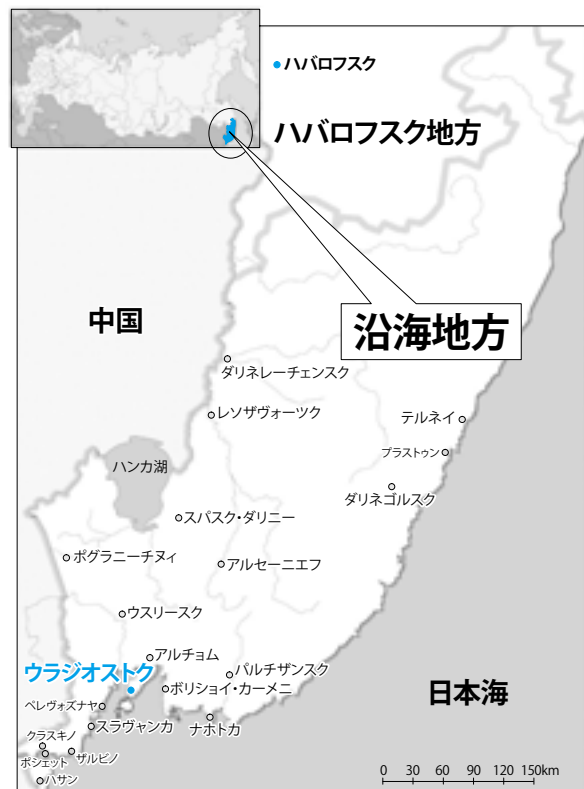 ハバロフスク
ハバロフスク地方
中国
沿海地方
ダリネレーチェンスク
レソザヴォーツク
テルネイ
プラストゥン
ハンカ湖
ダリネゴルスク
スパスク・ダリニー
ポグラニーチヌィ
アルセーニエフ
ウスリースク
アルチョム
ウラジオストク
パルチザンスク
ボリショイ・カーメニ
日本海
ベレヴォズナヤ
スラヴャンカ
ナホトカ
クラスキノ
ポシェット
ザルビノ
ハサン
0 30 60 90 120 150km